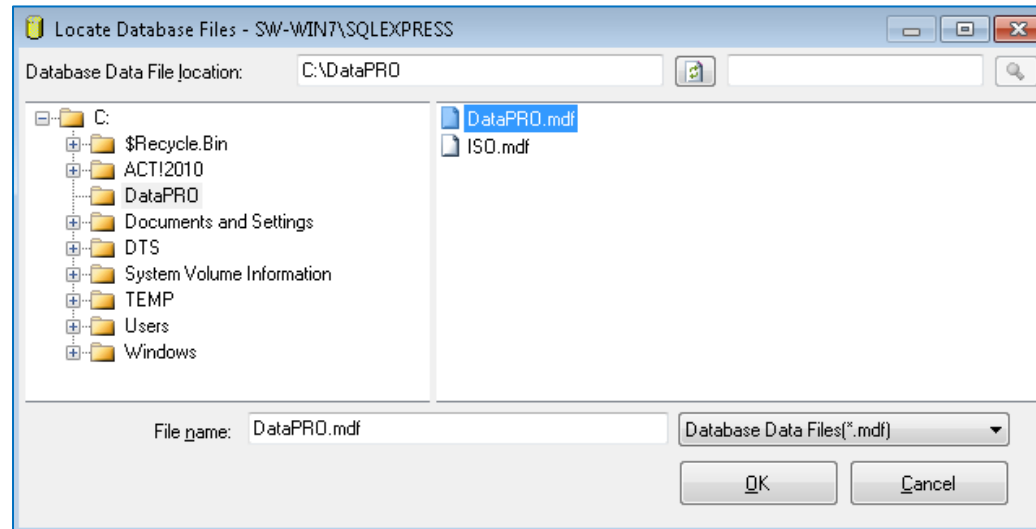 Locate Database Files - SW-WIN7\SQLEXPRESS
Database Data File location: C:\DataPRO
C:
$Recycle.Bin
ACT!2010
DataPRO
Documents and Settings
DTS
System Volume Information
TEMP
Users
Windows
DataPRO.mdf
ISO.mdf
File name: DataPRO.mdf Database Data Files(*.mdf)
OK Cancel